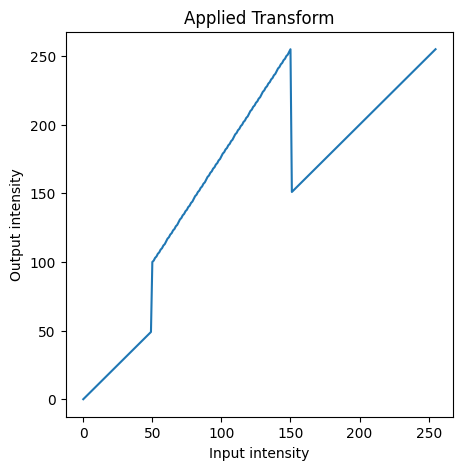 Applied Transform
250
200
150
100
50
0
Output intensity
0 50 100 150 200 250
Input intensity